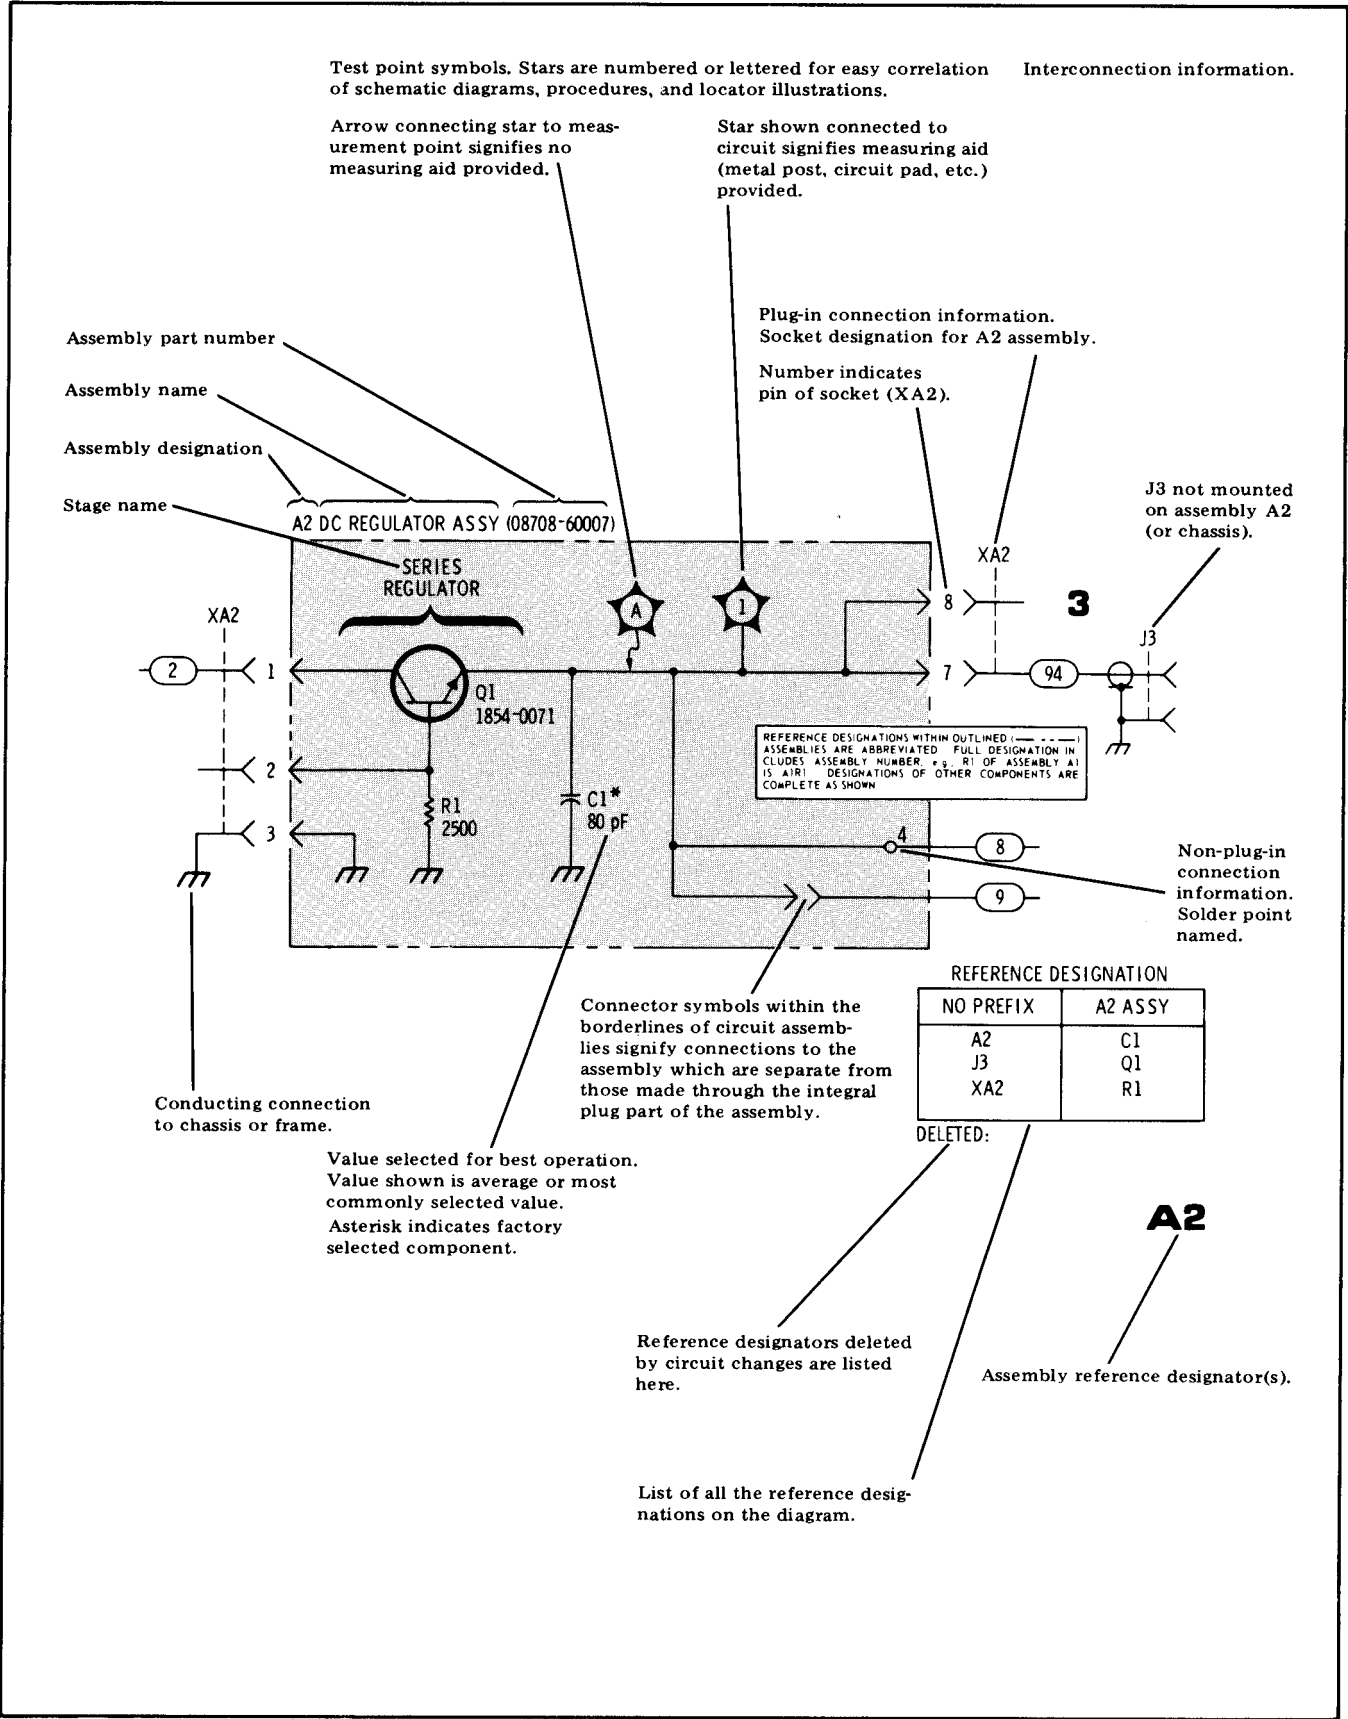 Test point symbols. Stars are numbered or lettered for easy correlation
of schematic diagrams, procedures, and locator illustrations.
Interconnection information.
Arrow connecting star to meas-
urement point signifies no
measuring aid provided.
Star shown connected to
circuit signifies measuring aid
(metal post, circuit pad, etc.)
provided.
Plug-in connection information.
Socket designation for A2 assembly.
Number indicates
pin of socket (XA2).
Assembly part number
Assembly name
Assembly designation
Stage name
J3 not mounted
on assembly A2
(or chassis).
A2 DC REGULATOR ASSY (08708-60007)
SERIES
REGULATOR
A
1
XA2
8
3
XA2
J3
2
1
7
94
Q1
1854-0071
REFERENCE DESIGNATIONS WITHIN OUTLINED (— - - —)
ASSEMBLIES ARE ABBREVIATED FULL DESIGNATION IN
CLUDES ASSEMBLY NUMBER, e g, R1 OF ASSEMBLY A1
IS A1R1 DESIGNATIONS OF OTHER COMPONENTS ARE
COMPLETE AS SHOWN
2
R1
2500
C1*
80 pF
3
4
8
9
Non-plug-in
connection
information.
Solder point
named.
Connector symbols within the
borderlines of circuit assemb-
lies signify connections to the
assembly which are separate from
those made through the integral
plug part of the assembly.
REFERENCE DESIGNATION
NO PREFIX A2 ASSY
A2 C1
J3 Q1
XA2 R1
DELETED:
Conducting connection
to chassis or frame.
Value selected for best operation.
Value shown is average or most
commonly selected value.
Asterisk indicates factory
selected component.
A2
Reference designators deleted
by circuit changes are listed
here.
Assembly reference designator(s).
List of all the reference desig-
nations on the diagram.